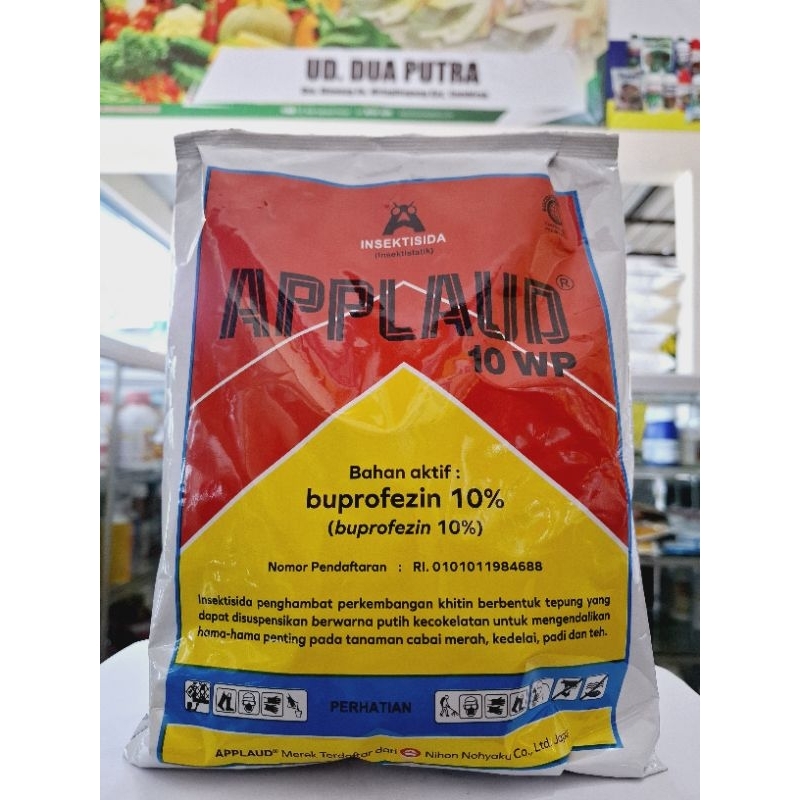 UD. DUA PUTRA
INSEKTISIDA
(Insektistatik)
APPLAUD®
10 WP
Bahan aktif :
buprofezin 10%
(buprofezin 10%)
Nomor Pendaftaran : RI. 0101011984688
Insektisida penghambat perkembangan khitin berbentuk tepung yang
dapat disuspensikan berwarna putih kecokelatan untuk mengendalikan
hama-hama penting pada tanaman cabai merah, kedelai, padi dan teh.
PERHATIAN
APPLAUD® Merek Terdaftar dari Nihon Nohyaku Co., Ltd. Japan